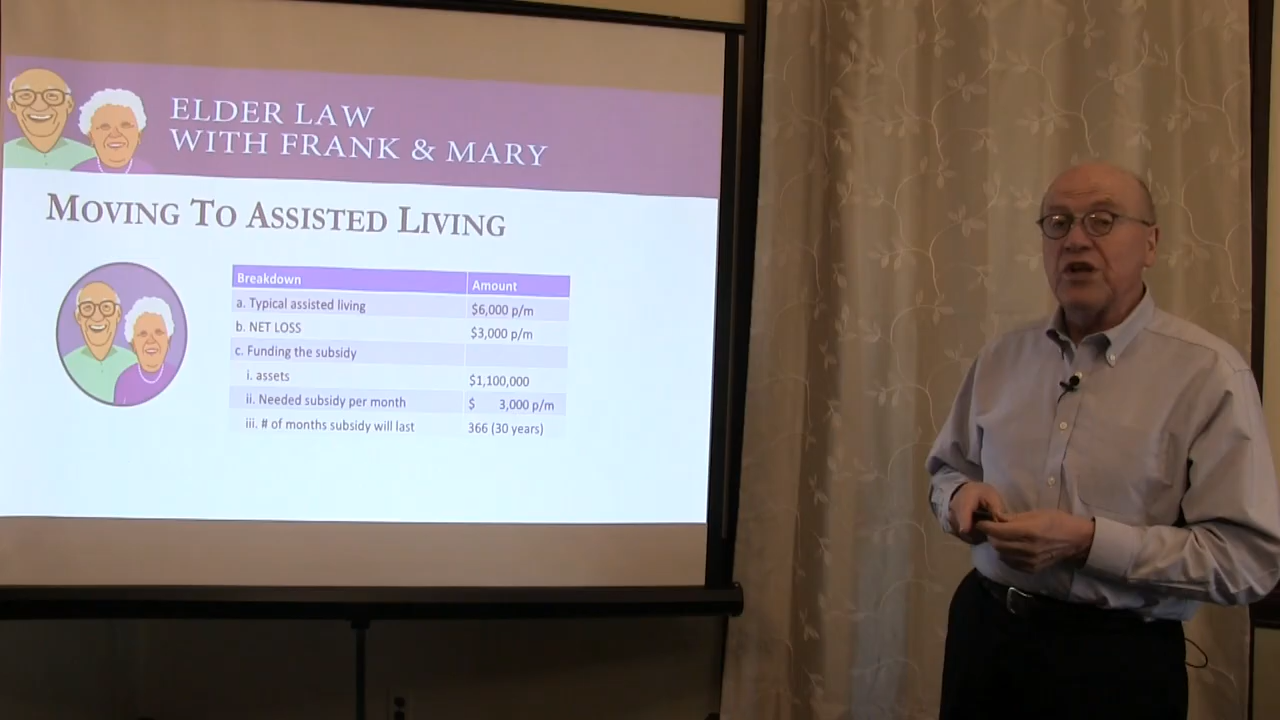 ELDER LAW
WITH FRANK & MARY
MOVING TO ASSISTED LIVING
Breakdown Amount
a. Typical assisted living $6,000 p/m
b. NET LOSS $3,000 p/m
c. Funding the subsidy
i. assets $1,100,000
ii. Needed subsidy per month $ 3,000 p/m
iii. # of months subsidy will last 366 (30 years)